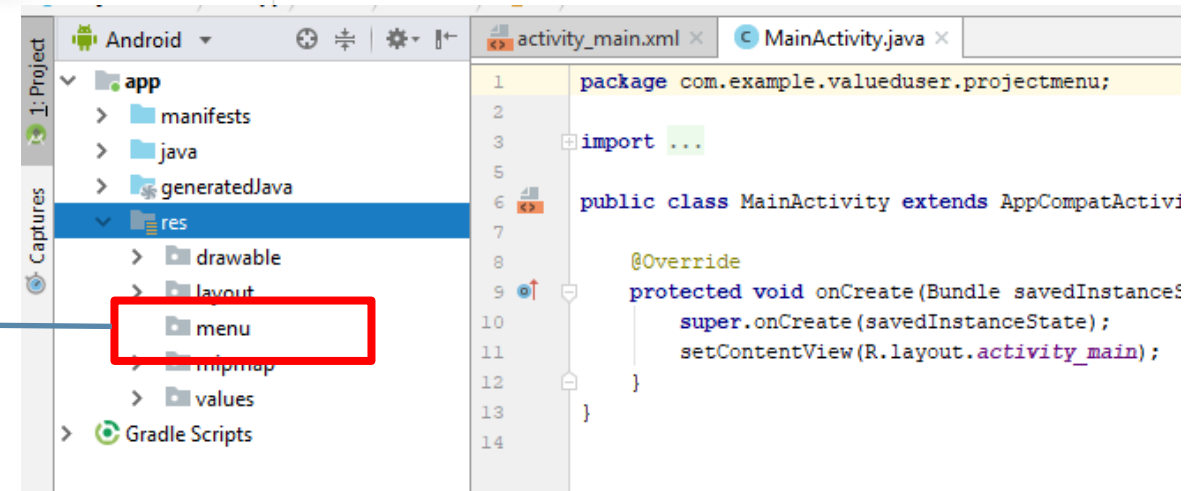 1: Project
Captures
Android
app
manifests
java
generatedJava
res
drawable
layout
menu
mipmap
values
Gradle Scripts
activity_main.xml
C MainActivity.java
1 package com.example.valueduser.projectmenu;
2
3 import ...
5
6 public class MainActivity extends AppCompatActivi
7
8 @Override
9 protected void onCreate(Bundle savedInstanceS
10 super.onCreate(savedInstanceState);
11 setContentView(R.layout.activity_main);
12 }
13 }
14